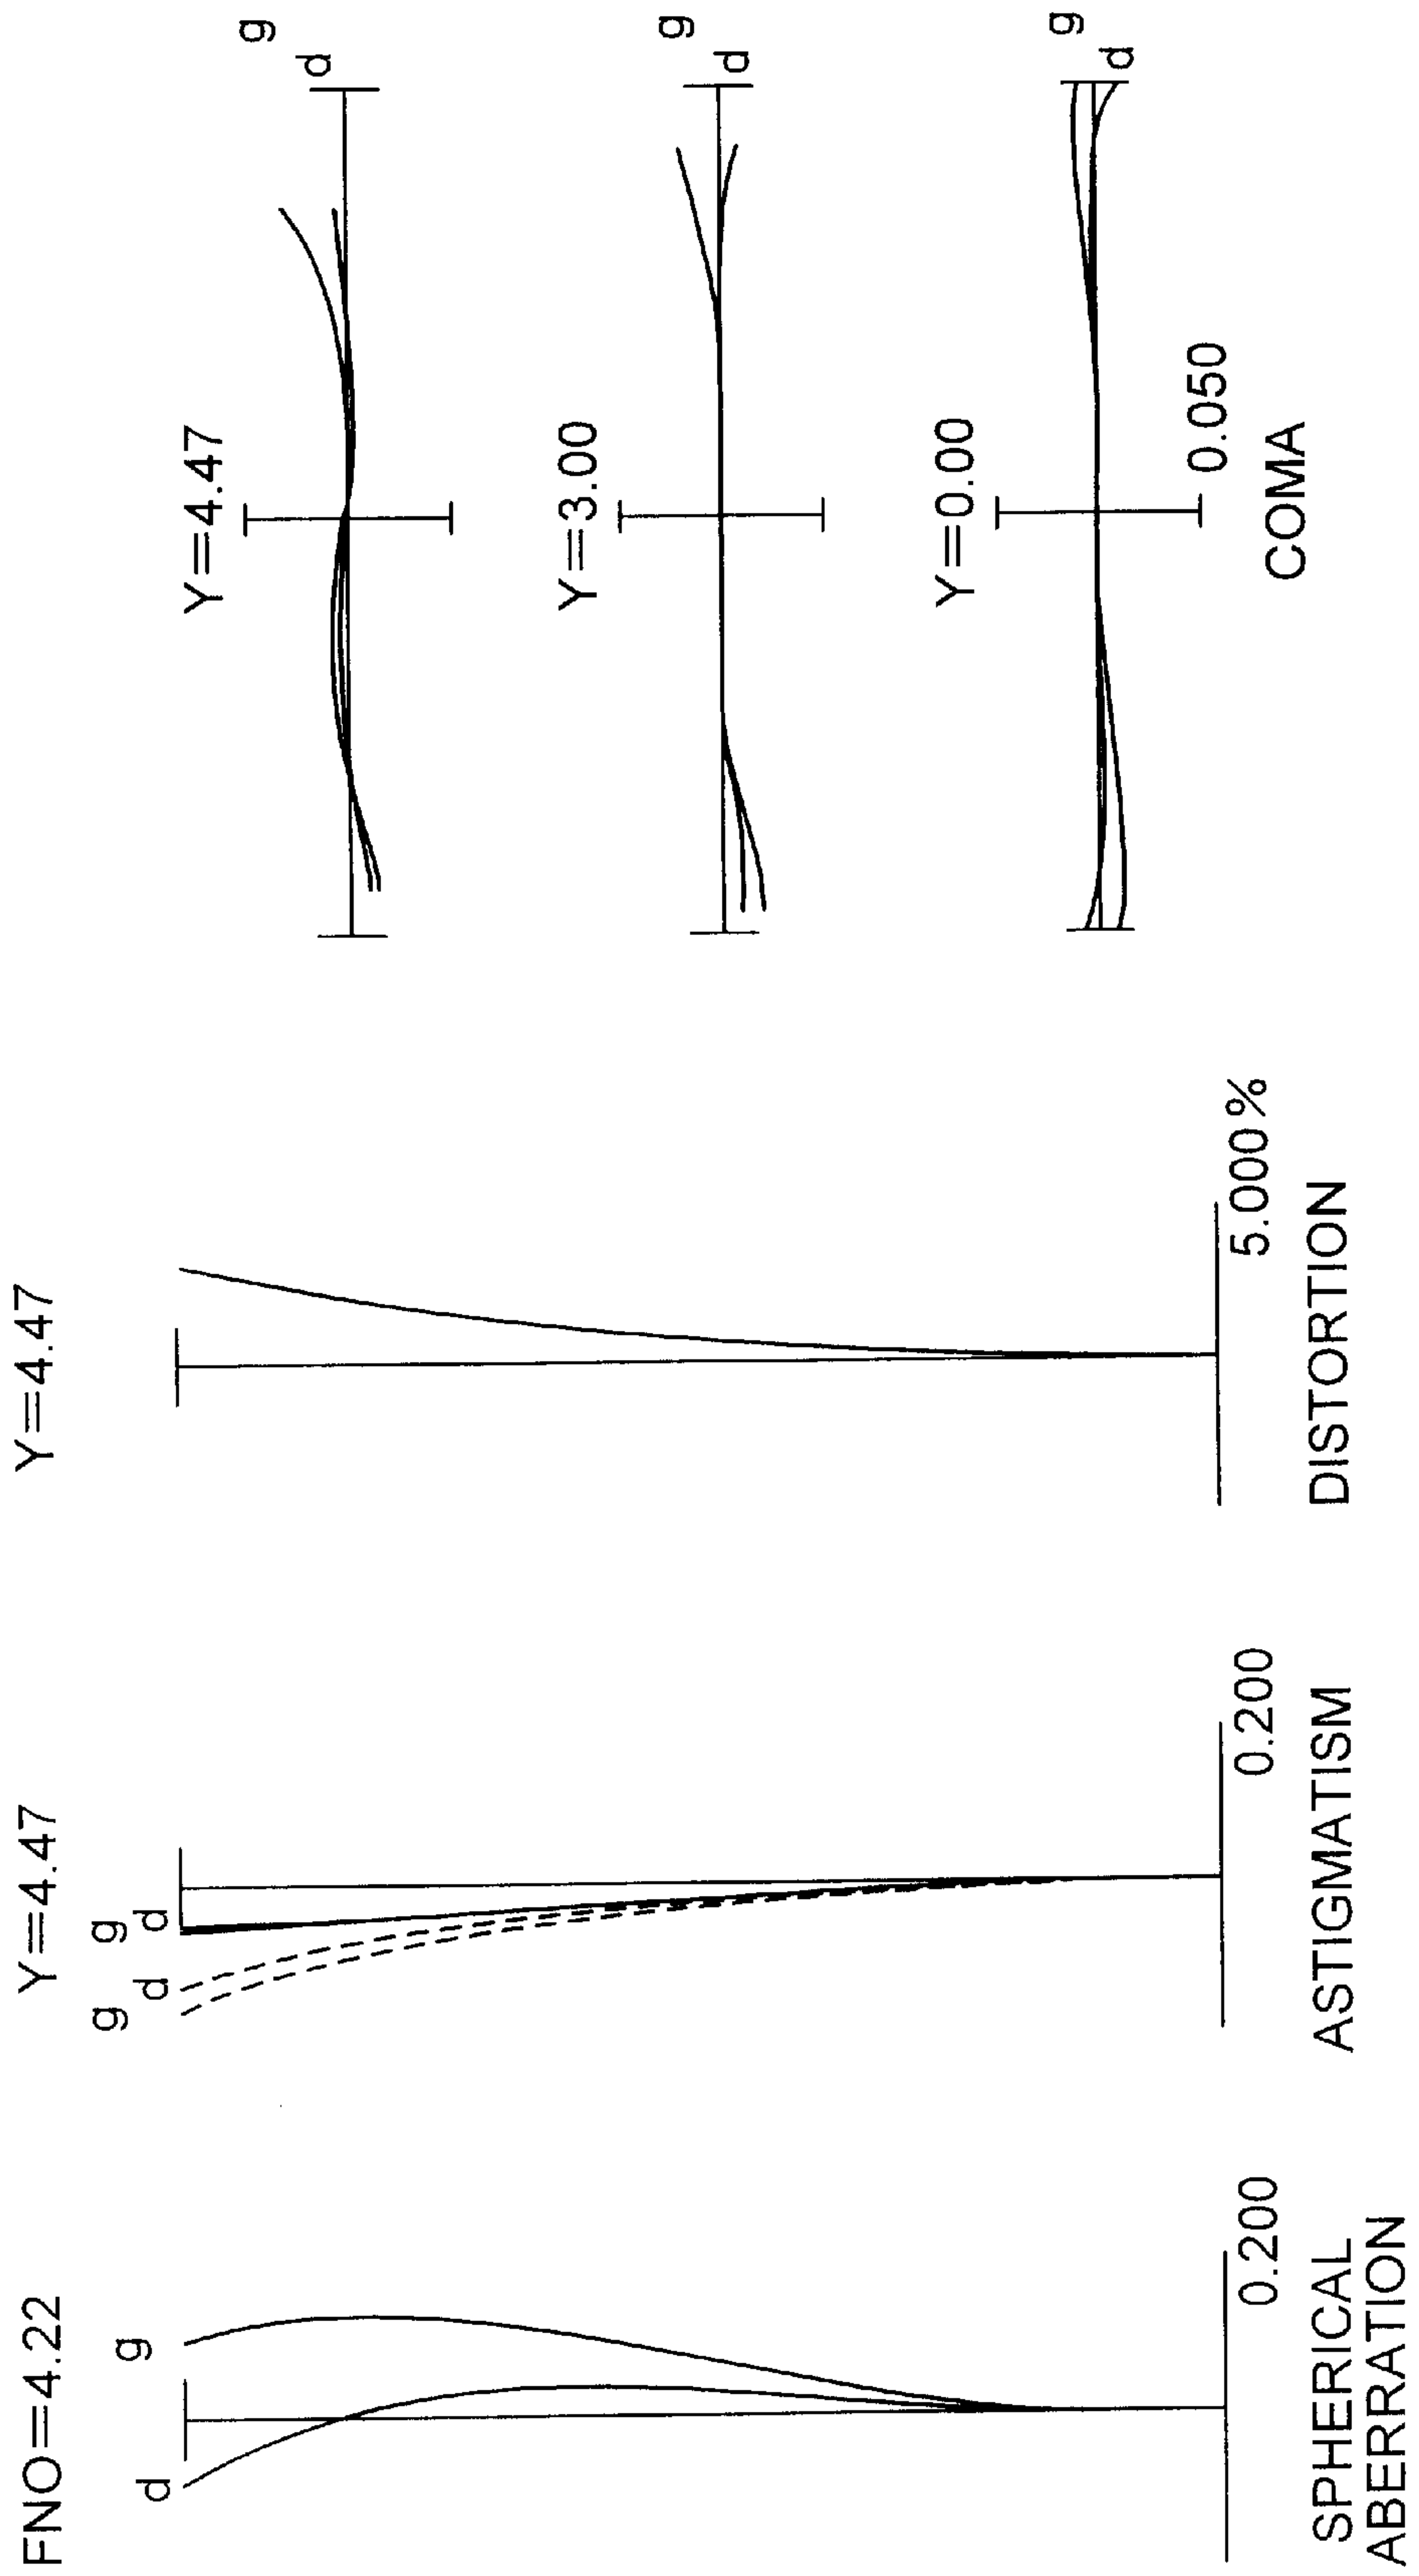 FNO=4.22
g
d
0.200
SPHERICAL
ABERRATION
Y=4.47
g
d
g
d
0.200
ASTIGMATISM
Y=4.47
5.000%
DISTORTION
Y=4.47
g
d
Y=3.00
g
d
Y=0.00
g
d
0.050
COMA